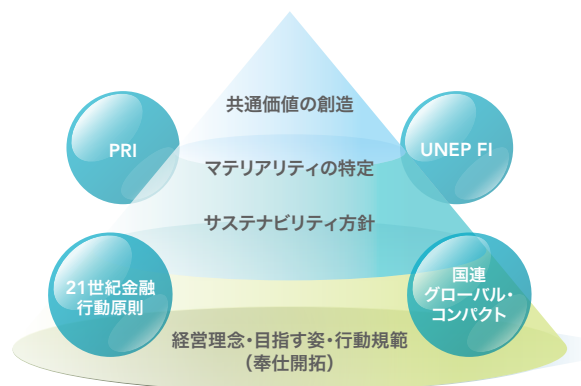 共通価値の創造
PRI
UNEP FI
マテリアリティの特定
サステナビリティ方針
21世紀金融
行動原則
国連
グローバル・
コンパクト
経営理念・目指す姿・行動規範
(奉仕開拓)